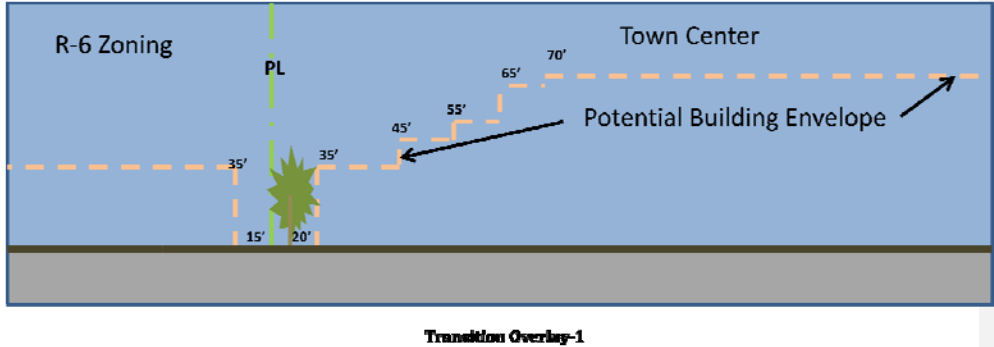 R-6 Zoning
Town Center
PL
70'
65'
Potential Building Envelope
55'
45'
35'
35'
15'
20'
Transition Overlay-1